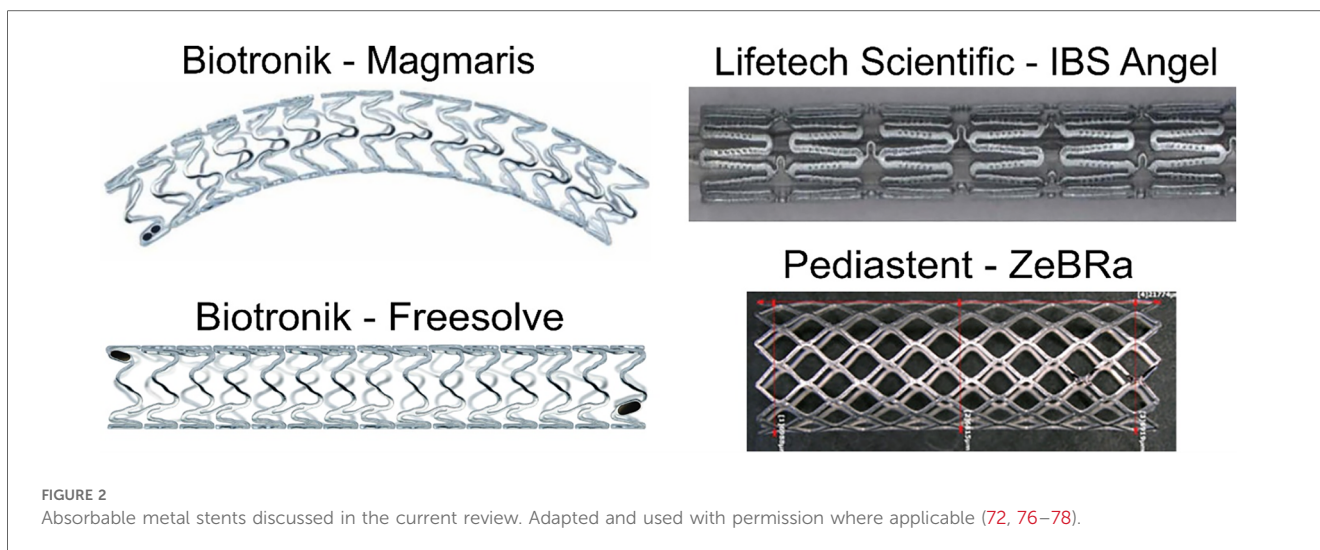 Biotronik - Magmaris
Lifetech Scientific - IBS Angel
Pediastent - ZeBRa
Biotronik - Freesolve
FIGURE 2
Absorbable metal stents discussed in the current review. Adapted and used with permission where applicable (72, 76–78).